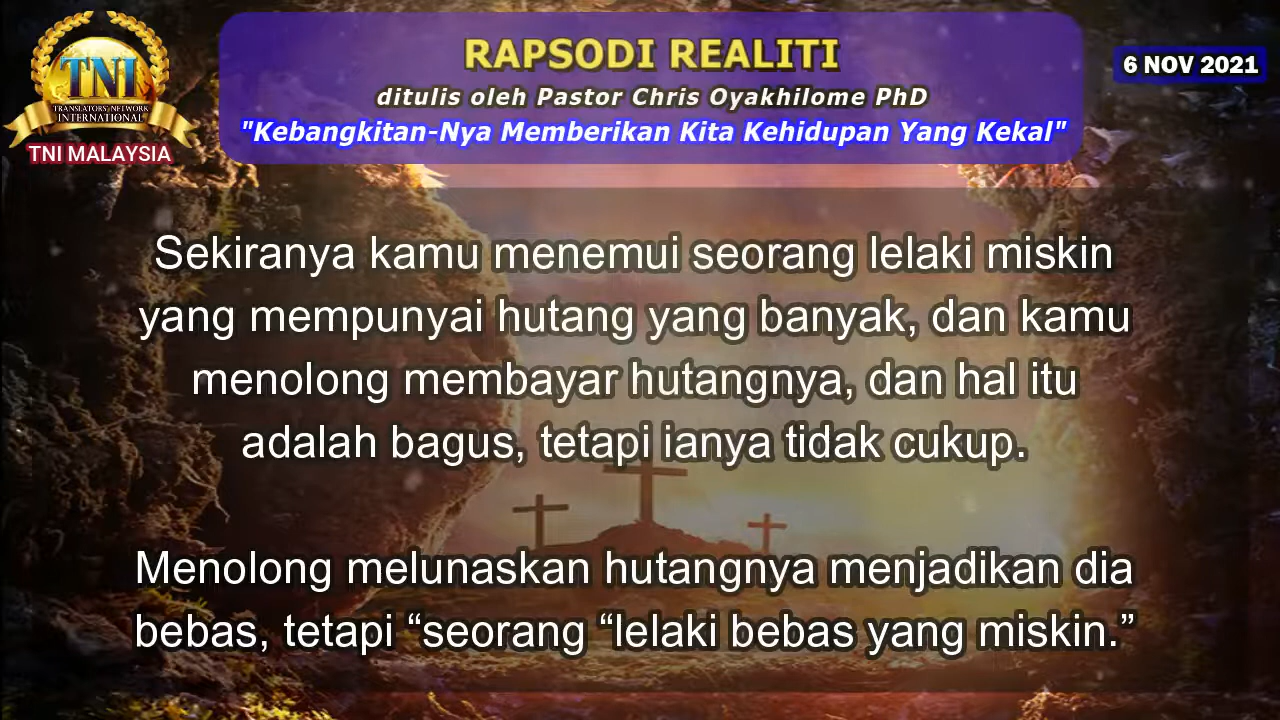 TNI
TRANSLATORS' NETWORK
INTERNATIONAL
TNI MALAYSIA
RAPSODI REALITI
ditulis oleh Pastor Chris Oyakhilome PhD
"Kebangkitan-Nya Memberikan Kita Kehidupan Yang Kekal"
6 NOV 2021
Sekiranya kamu menemui seorang lelaki miskin
yang mempunyai hutang yang banyak, dan kamu
menolong membayar hutangnya, dan hal itu
adalah bagus, tetapi ianya tidak cukup.
Menolong melunaskan hutangnya menjadikan dia
bebas, tetapi “seorang “lelaki bebas yang miskin.”